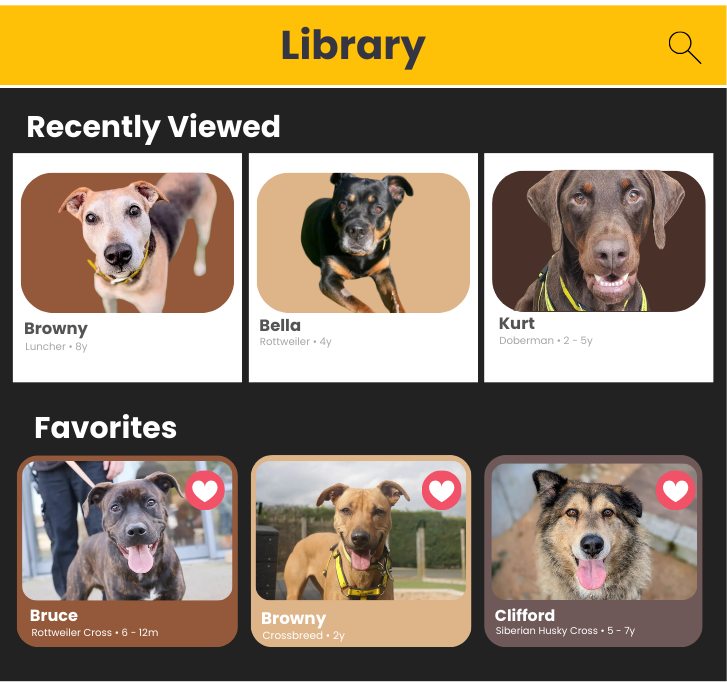 Library
Recently Viewed
Browny
Luncher • 8y
Bella
Rottweiler • 4y
Kurt
Doberman • 2 - 5y
Favorites
Bruce
Rottweiler Cross • 6 - 12m
Browny
Crossbreed • 2y
Clifford
Siberian Husky Cross • 5 - 7y